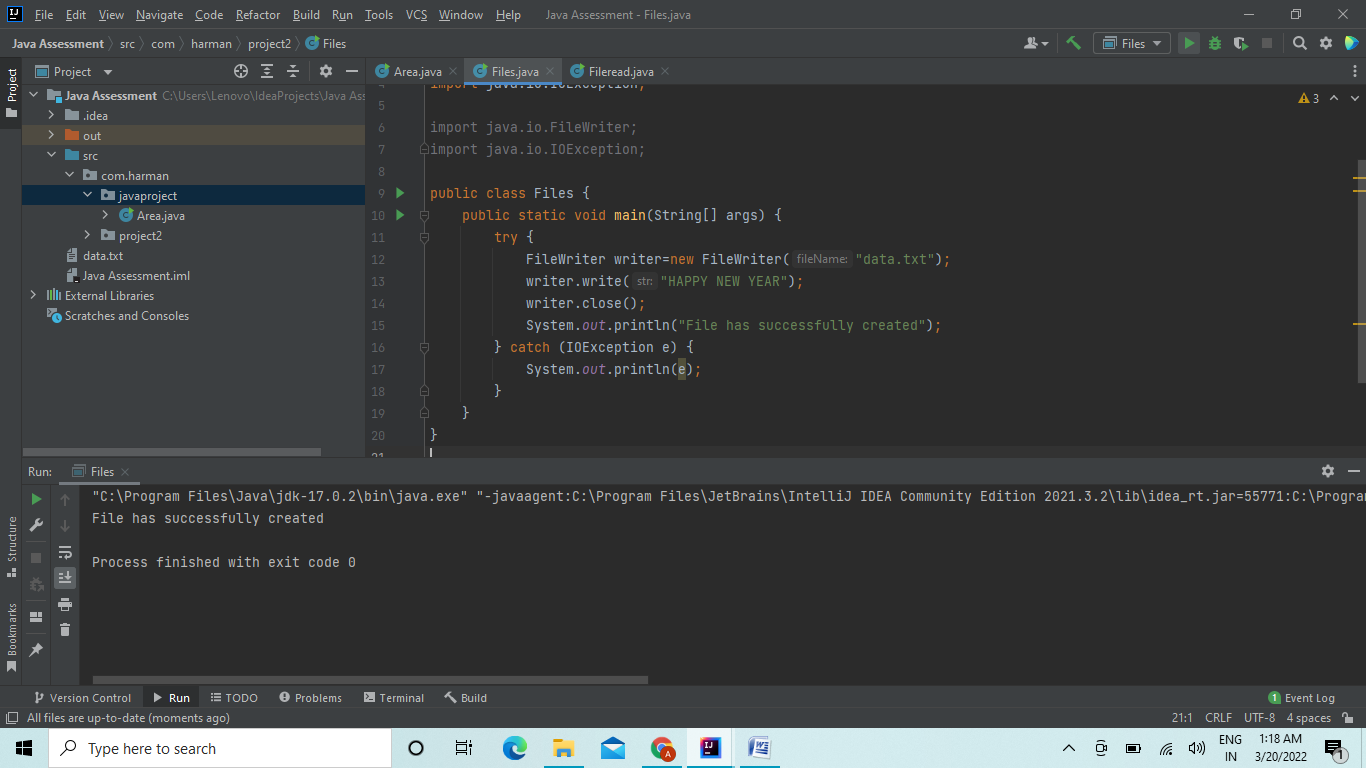 File Edit View Navigate Code Refactor Build Run Tools VCS Window Help Java Assessment - Files.java
Java Assessment src com harman project2 Files
Files
Project
Project
Area.java Files.java Fileread.java
Java Assessment C:\Users\Lenovo\IdeaProjects\Java Ass
.idea
out
src
com.harman
javaproject
Area.java
project2
data.txt
Java Assessment.iml
External Libraries
Scratches and Consoles
3
4 import java.io.IOException;
5
6 import java.io.FileWriter;
7 import java.io.IOException;
8
9 public class Files {
10 public static void main(String[] args) {
11 try {
12 FileWriter writer=new FileWriter( fileName: "data.txt");
13 writer.write( str: "HAPPY NEW YEAR");
14 writer.close();
15 System.out.println("File has successfully created");
16 } catch (IOException e) {
17 System.out.println(e);
18 }
19 }
20 }
21
Run: Files
"C:\Program Files\Java\jdk-17.0.2\bin\java.exe" "-javaagent:C:\Program Files\JetBrains\IntelliJ IDEA Community Edition 2021.3.2\lib\idea_rt.jar=55771:C:\Program
File has successfully created
Process finished with exit code 0
Structure
Bookmarks
Version Control Run TODO Problems Terminal Build 1 Event Log
All files are up-to-date (moments ago) 21:1 CRLF UTF-8 4 spaces
Type here to search
ENG
IN
1:18 AM
3/20/2022
1